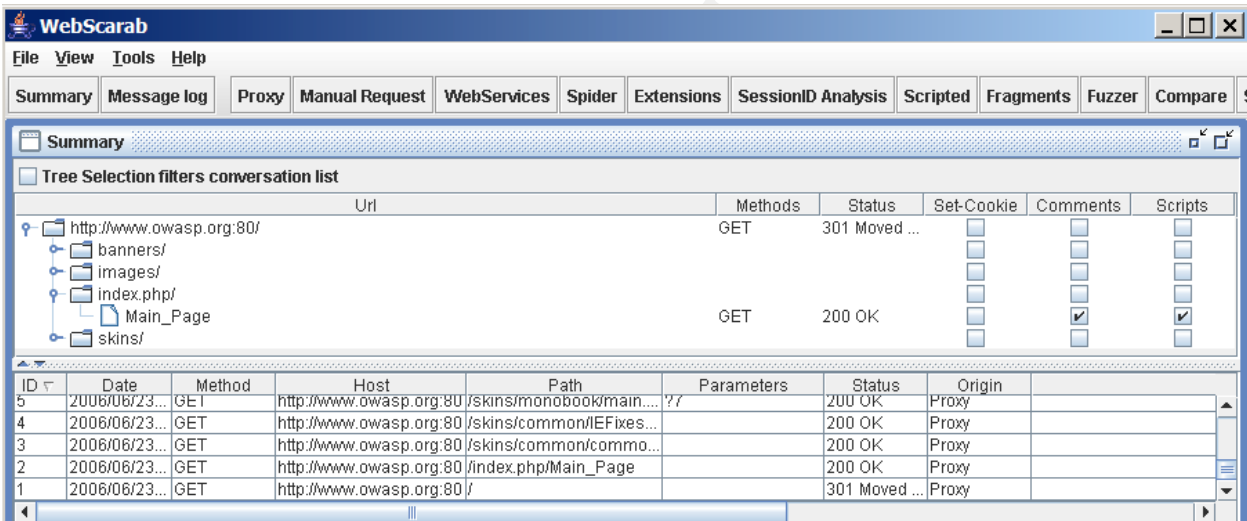 WebScarab
File View Tools Help
Summary Message log Proxy Manual Request WebServices Spider Extensions SessionID Analysis Scripted Fragments Fuzzer Compare
Summary
Tree Selection filters conversation list
Url Methods Status Set-Cookie Comments Scripts
http://www.owasp.org:80/ GET 301 Moved ...
banners/
images/
index.php/
Main_Page GET 200 OK
skins/
ID Date Method Host Path Parameters Status Origin
5 2006/06/23... GET http://www.owasp.org:80 /skins/monobook/main.... ?7 200 OK Proxy
4 2006/06/23... GET http://www.owasp.org:80 /skins/common/IEFixes... 200 OK Proxy
3 2006/06/23... GET http://www.owasp.org:80 /skins/common/commo... 200 OK Proxy
2 2006/06/23... GET http://www.owasp.org:80 /index.php/Main_Page 200 OK Proxy
1 2006/06/23... GET http://www.owasp.org:80 / 301 Moved ... Proxy